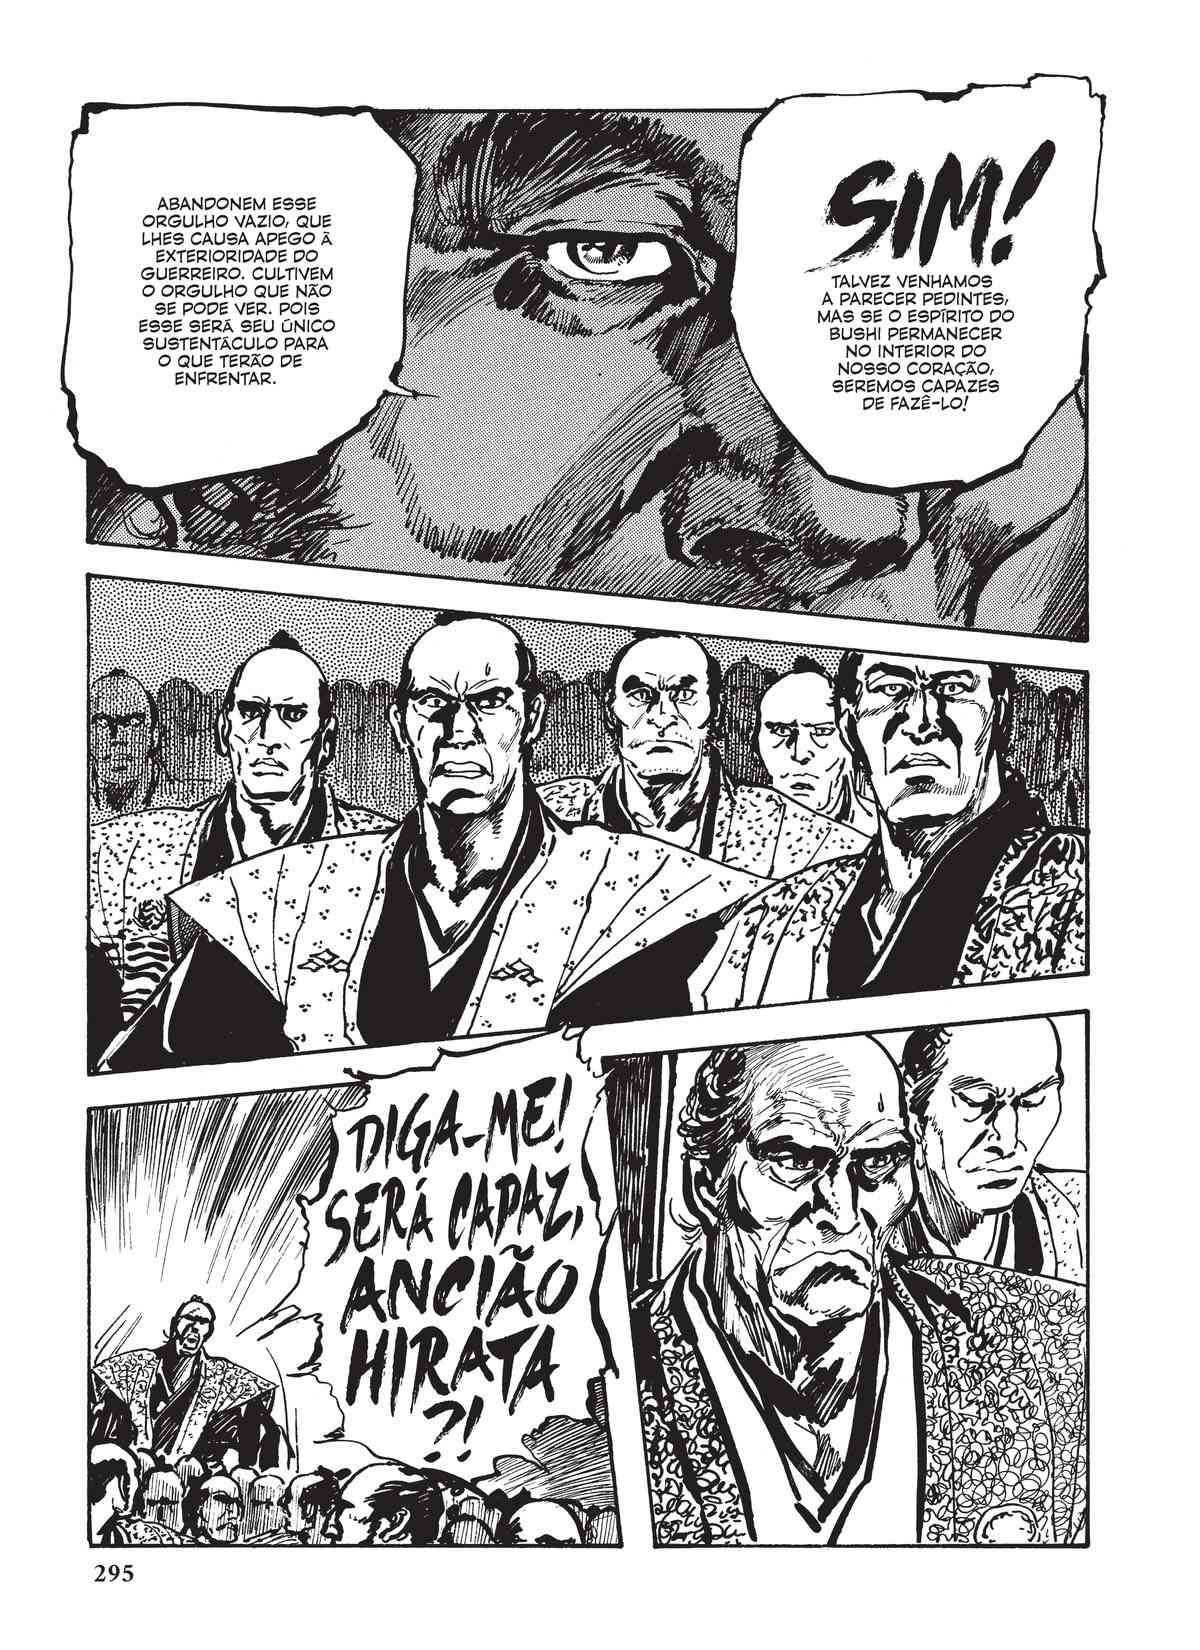 SIM!
TALVEZ VENHAMOS
A PARECER PEDINTES,
MAS SE O ESPÍRITO DO
BUSHI PERMANECER
NO INTERIOR DO
NOSSO CORAÇÃO,
SEREMOS CAPAZES
DE FAZÊ-LO!
ABANDONEM ESSE
ORGULHO VAZIO, QUE
LHES CAUSA APEGO À
EXTERIORIDADE DO
GUERREIRO. CULTIVEM
O ORGULHO QUE NÃO
SE PODE VER. POIS
ESSE SERÁ SEU ÚNICO
SUSTENTÁCULO PARA
O QUE TERÃO DE
ENFRENTAR.
DIGA-ME!
SERÁ CAPAZ,
ANCIÃO
HIRATA
?!
295